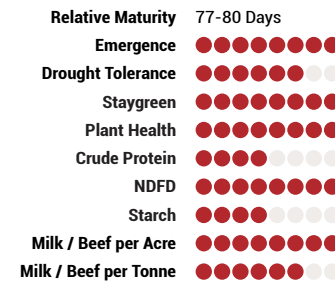 Relative Maturity 77-80 Days
Emergence
Drought Tolerance
Staygreen
Plant Health
Crude Protein
NDFD
Starch
Milk / Beef per Acre
Milk / Beef per Tonne